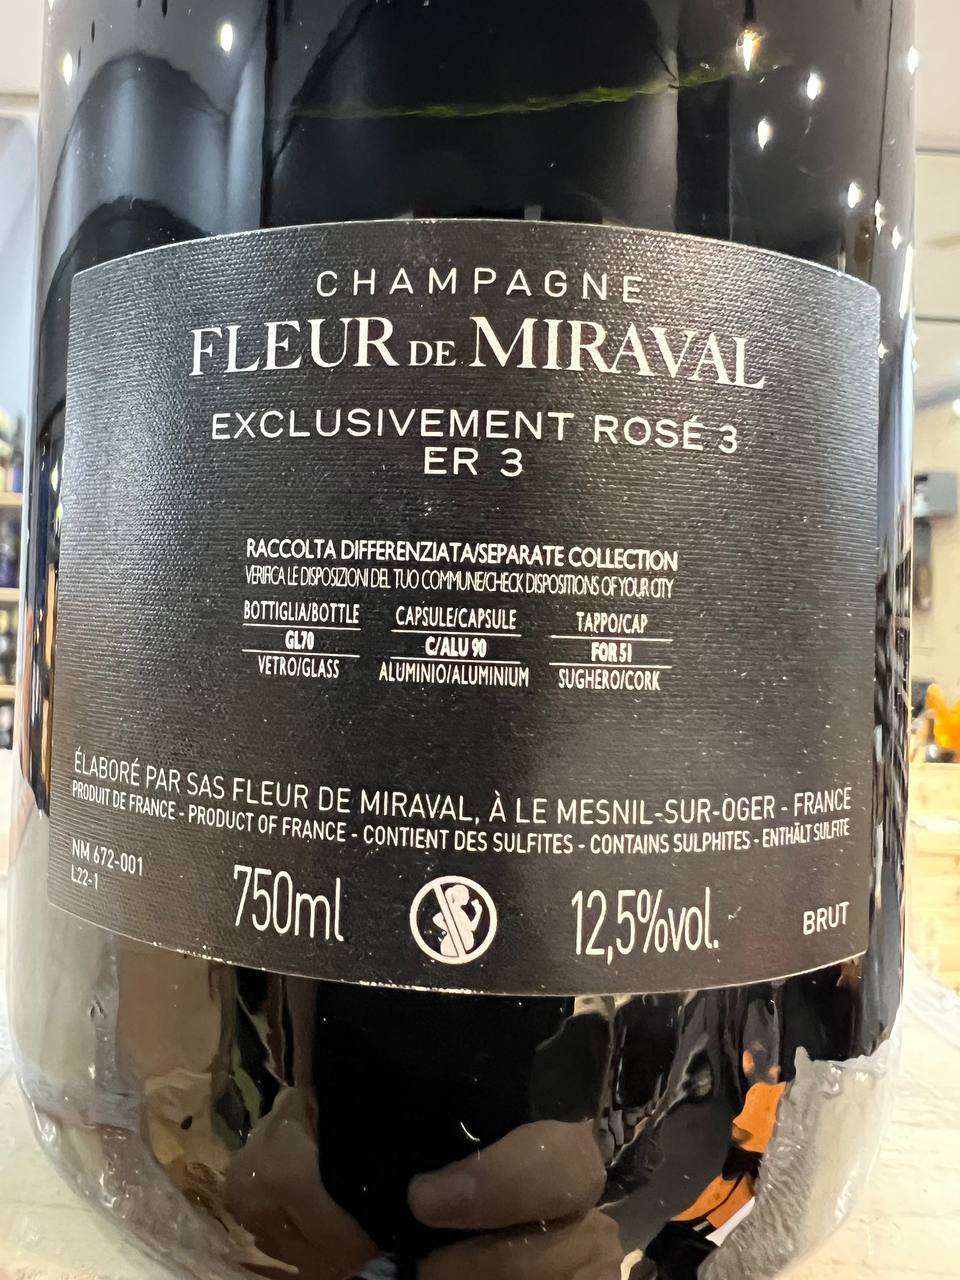 CHAMPAGNE
FLEUR DE MIRAVAL
EXCLUSIVEMENT ROSÉ 3
ER 3
RACCOLTA DIFFERENZIATA/SEPARATE COLLECTION
VERIFICA LE DISPOSIZIONI DEL TUO COMMUNE/CHECK DISPOSITIONS OF YOUR CITY
BOTTIGLIA/BOTTLE CAPSULE/CAPSULE TAPPO/CAP
GL70 C/ALU 90 FOR 51
VETRO/GLASS ALUMINIO/ALUMINIUM SUGHERO/CORK
ÉLABORÉ PAR SAS FLEUR DE MIRAVAL, À LE MESNIL-SUR-OGER - FRANCE
PRODUIT DE FRANCE - PRODUCT OF FRANCE - CONTIENT DES SULFITES - CONTAINS SULPHITES - ENTHÄLT SULFITE
NM 672-001
L22-1
750ml 12,5%vol. BRUT